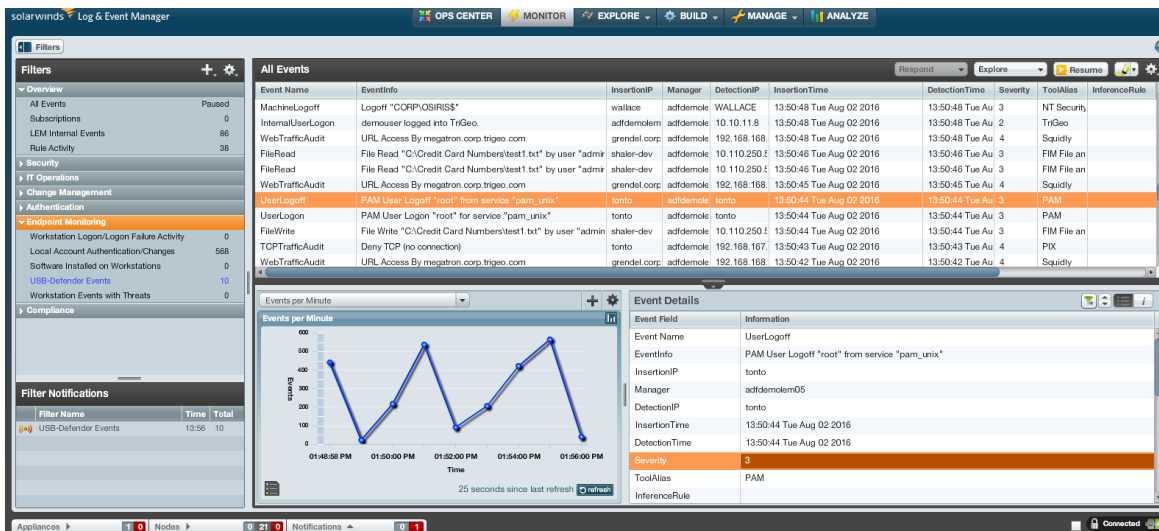 solarwinds Log & Event Manager
OPS CENTER MONITOR EXPLORE BUILD MANAGE ANALYZE
Filters
Filters
Overview
All Events Paused
Subscriptions 0
LEM Internal Events 86
Rule Activity 38
Security
IT Operations
Change Management
Authentication
Endpoint Monitoring
Workstation Logon/Logon Failure Activity 0
Local Account Authentication/Changes 568
Software Installed on Workstations 0
USB-Defender Events 10
Workstation Events with Threats 0
Compliance
Filter Notifications
Filter Name Time Total
USB-Defender Events 13:56 10
All Events Respond Explore Resume
Event Name EventInfo InsertionIP Manager DetectionIP InsertionTime DetectionTime Severity ToolAlias InferenceRule
MachineLogoff Logoff "CORP\OSIRIS$" wallace adfdemole WALLACE 13:50:48 Tue Aug 02 2016 13:50:48 Tue Au 3 NT Security
InternalUserLogon demouser logged into TriGeo. adfdemolem adfdemole 10.10.11.8 13:50:48 Tue Aug 02 2016 13:50:48 Tue Au 2 TriGeo
WebTrafficAudit URL Access By megatron.corp.trigeo.com grendel.corp adfdemole 192.168.168. 13:50:48 Tue Aug 02 2016 13:50:48 Tue Au 4 Squidly
FileRead File Read "C:\Credit Card Numbers\test1.txt" by user "admir shaler-dev adfdemole 10.110.250.5 13:50:46 Tue Aug 02 2016 13:50:46 Tue Au 3 FIM File an
FileRead File Read "C:\Credit Card Numbers\test1.txt" by user "admir shaler-dev adfdemole 10.110.250.5 13:50:46 Tue Aug 02 2016 13:50:46 Tue Au 3 FIM File an
WebTrafficAudit URL Access By megatron.corp.trigeo.com grendel.corp adfdemole 192.168.168. 13:50:45 Tue Aug 02 2016 13:50:45 Tue Au 4 Squidly
UserLogoff PAM User Logoff "root" from service "pam_unix" tonto adfdemole tonto 13:50:44 Tue Aug 02 2016 13:50:44 Tue Au 3 PAM
UserLogon PAM User Logon "root" for service "pam_unix" tonto adfdemole tonto 13:50:44 Tue Aug 02 2016 13:50:44 Tue Au 3 PAM
FileWrite File Write "C:\Credit Card Numbers\test1.txt" by user "admir shaler-dev adfdemole 10.110.250.5 13:50:44 Tue Aug 02 2016 13:50:44 Tue Au 3 FIM File an
TCPTrafficAudit Deny TCP (no connection) tonto adfdemole 192.168.167. 13:50:43 Tue Aug 02 2016 13:50:43 Tue Au 4 PIX
WebTrafficAudit URL Access By megatron.corp.trigeo.com grendel.corp adfdemole 192.168.168. 13:50:42 Tue Aug 02 2016 13:50:42 Tue Au 4 Squidly
Events per Minute
Events per Minute
600
500
400
300
200
100
0
Events
01:48:58 PM 01:50:00 PM 01:52:00 PM 01:54:00 PM 01:56:00 PM
Time
25 seconds since last refresh refresh
Event Details
Event Field Information
Event Name UserLogoff
EventInfo PAM User Logoff "root" from service "pam_unix"
InsertionIP tonto
Manager adfdemolem05
DetectionIP tonto
InsertionTime 13:50:44 Tue Aug 02 2016
DetectionTime 13:50:44 Tue Aug 02 2016
Severity 3
ToolAlias PAM
InferenceRule
Appliances 1 0 Nodes 0 21 0 Notifications 0 1 Connected